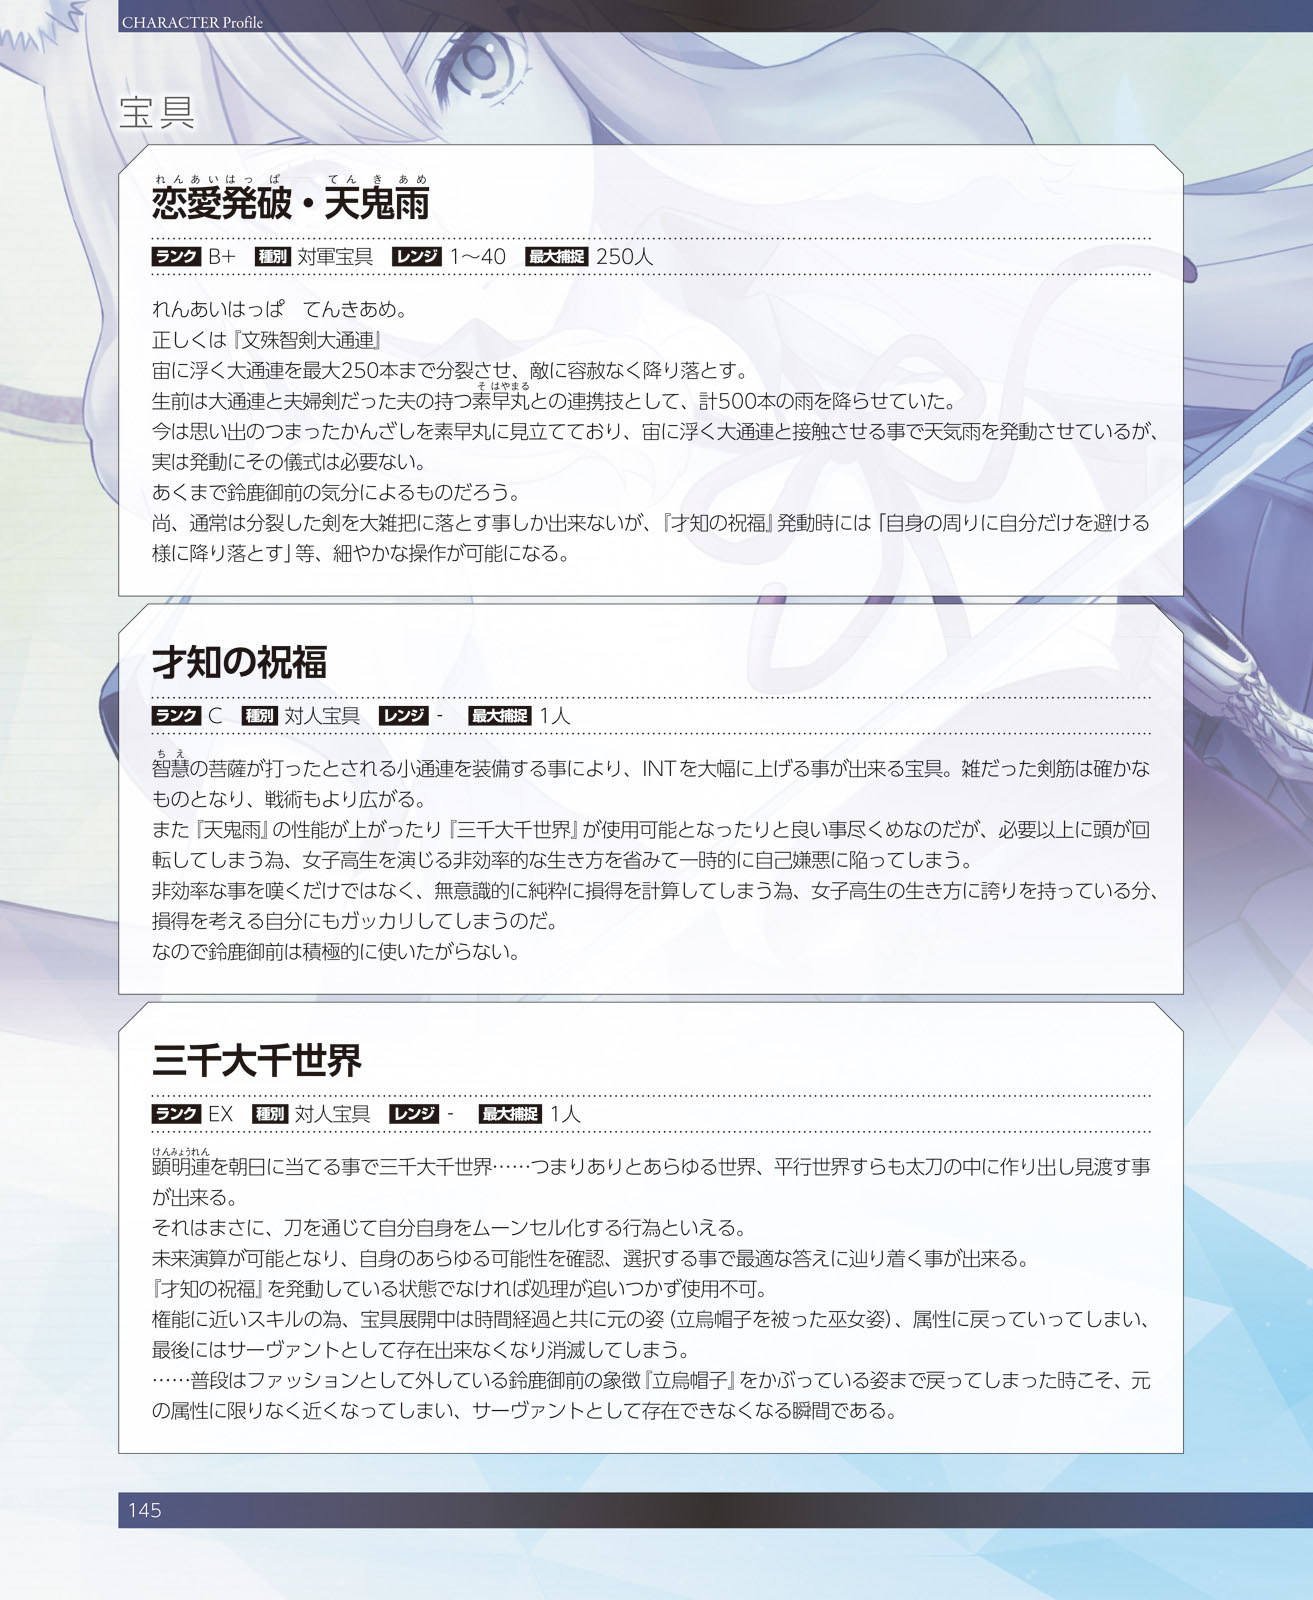 CHARACTER Profile
宝具
れんあいはっぱ　てんきあめ
恋愛発破・天鬼雨
ランク B+　種別 対軍宝具　レンジ 1〜40　最大捕捉 250人
れんあいはっぱ　てんきあめ。
正しくは『文殊智剣大通連』
宙に浮く大通連を最大250本まで分裂させ、敵に容赦なく降り落とす。
そはやまる
生前は大通連と夫婦剣だった夫の持つ素早丸との連携技として、計500本の雨を降らせていた。
今は思い出のつまったかんざしを素早丸に見立てており、宙に浮く大通連と接触させる事で天気雨を発動させているが、
実は発動にその儀式は必要ない。
あくまで鈴鹿御前の気分によるものだろう。
尚、通常は分裂した剣を大雑把に落とす事しか出来ないが、『才知の祝福』発動時には「自身の周りに自分だけを避ける
様に降り落とす」等、細やかな操作が可能になる。
才知の祝福
ランク C　種別 対人宝具　レンジ -　最大捕捉 1人
ちえ
智慧の菩薩が打ったとされる小通連を装備する事により、INTを大幅に上げる事が出来る宝具。雑だった剣筋は確かな
ものとなり、戦術もより広がる。
また『天鬼雨』の性能が上がったり『三千大千世界』が使用可能となったりと良い事尽くめなのだが、必要以上に頭が回
転してしまう為、女子高生を演じる非効率的な生き方を省みて一時的に自己嫌悪に陥ってしまう。
非効率な事を嘆くだけではなく、無意識的に純粋に損得を計算してしまう為、女子高生の生き方に誇りを持っている分、
損得を考える自分にもガッカリしてしまうのだ。
なので鈴鹿御前は積極的に使いたがらない。
三千大千世界
ランク EX　種別 対人宝具　レンジ -　最大捕捉 1人
けんみょうれん
顕明連を朝日に当てる事で三千大千世界……つまりありとあらゆる世界、平行世界すらも太刀の中に作り出し見渡す事
が出来る。
それはまさに、刀を通じて自分自身をムーンセル化する行為といえる。
未来演算が可能となり、自身のあらゆる可能性を確認、選択する事で最適な答えに辿り着く事が出来る。
『才知の祝福』を発動している状態でなければ処理が追いつかず使用不可。
権能に近いスキルの為、宝具展開中は時間経過と共に元の姿（立烏帽子を被った巫女姿）、属性に戻っていってしまい、
最後にはサーヴァントとして存在出来なくなり消滅してしまう。
……普段はファッションとして外している鈴鹿御前の象徴『立烏帽子』をかぶっている姿まで戻ってしまった時こそ、元
の属性に限りなく近くなってしまい、サーヴァントとして存在できなくなる瞬間である。
145